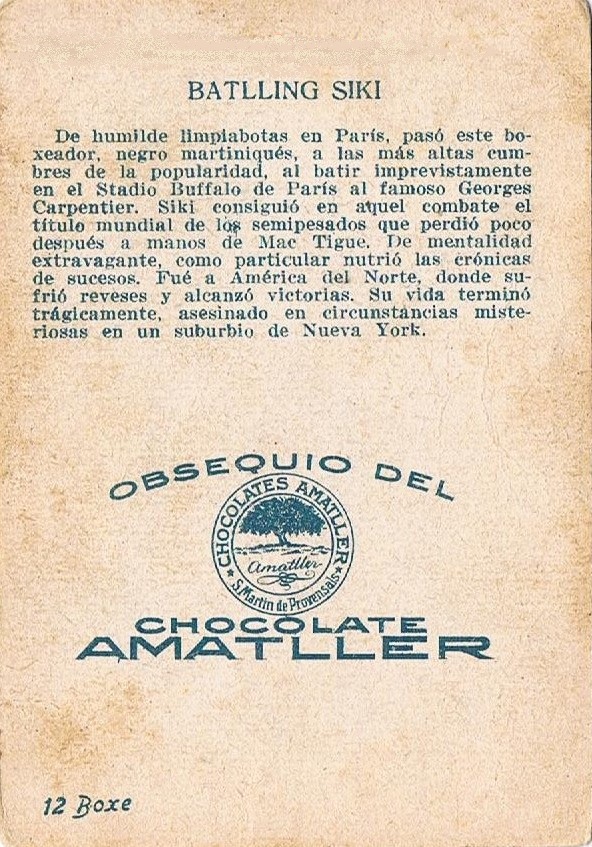 BATLLING SIKI
De humilde limpiabotas en París, pasó este bo-
xeador, negro martiniqués, a las más altas cum-
bres de la popularidad, al batir imprevistamente
en el Stadio Buffalo de París al famoso Georges
Carpentier. Siki consiguió en aquel combate el
título mundial de los semipesados que perdió poco
después a manos de Mac Tigue. De mentalidad
extravagante, como particular nutrió las crónicas
de sucesos. Fué a América del Norte, donde su-
frió reveses y alcanzó victorias. Su vida terminó
trágicamente, asesinado en circunstancias miste-
riosas en un suburbio de Nueva York.
OBSEQUIO DEL
CHOCOLATES AMATLLER
Amatller
S. Martin de Provensals
CHOCOLATE
AMATLLER
12 Boxe